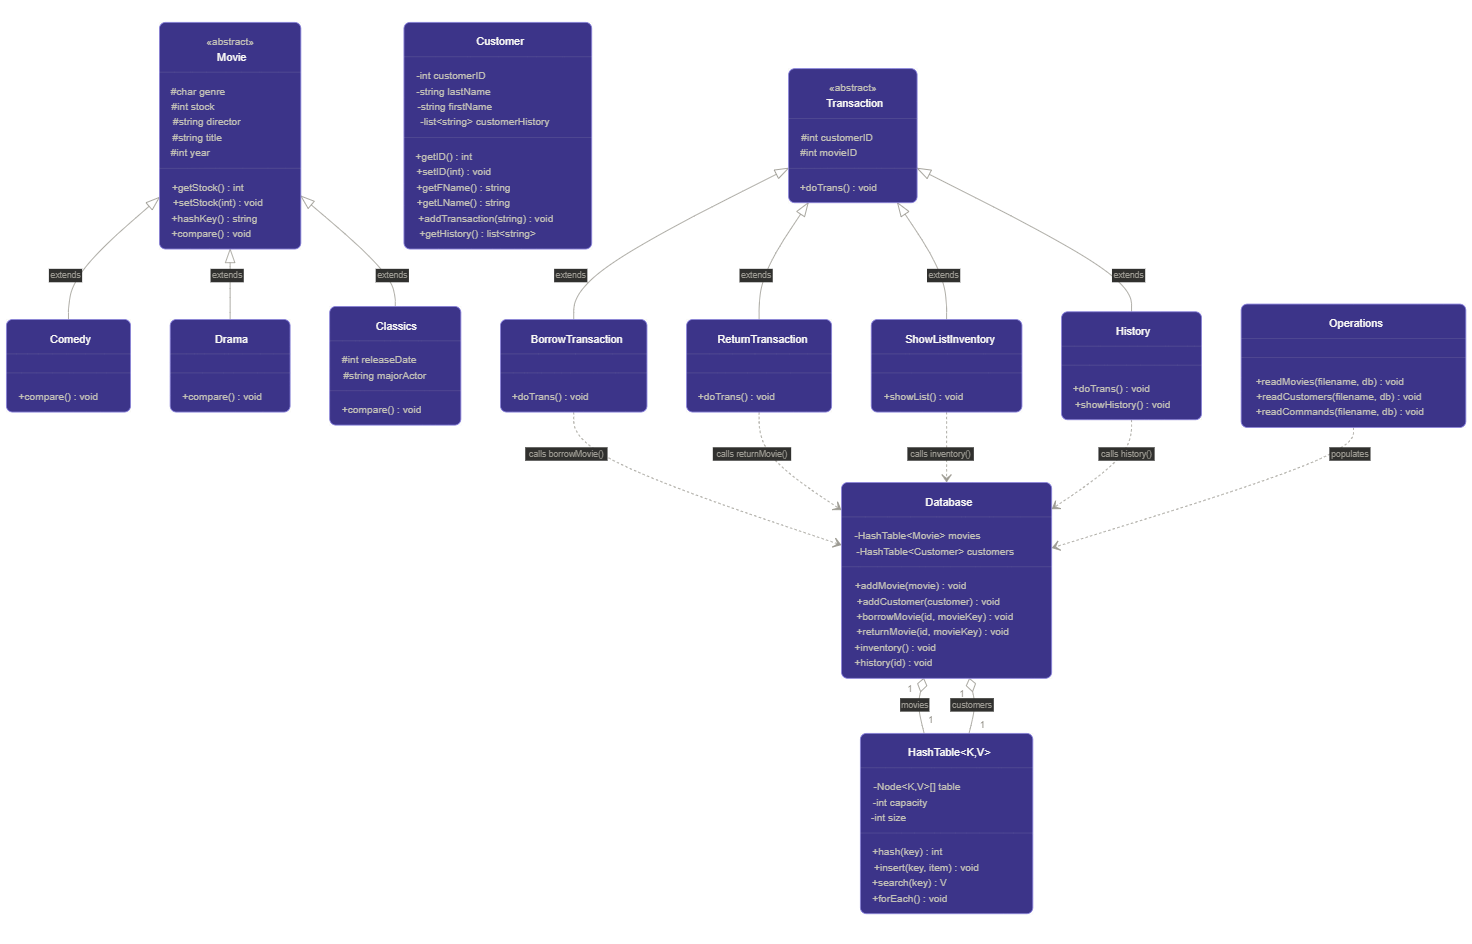 «abstract»
Movie
#char genre
#int stock
#string director
#string title
#int year
+getStock() : int
+setStock(int) : void
+hashKey() : string
+compare() : void
Customer
-int customerID
-string lastName
-string firstName
-list<string> customerHistory
+getID() : int
+setID(int) : void
+getFName() : string
+getLName() : string
+addTransaction(string) : void
+getHistory() : list<string>
«abstract»
Transaction
#int customerID
#int movieID
+doTrans() : void
extends
extends
extends
extends
extends
extends
extends
Comedy
+compare() : void
Drama
+compare() : void
Classics
#int releaseDate
#string majorActor
+compare() : void
BorrowTransaction
+doTrans() : void
ReturnTransaction
+doTrans() : void
ShowListInventory
+showList() : void
History
+doTrans() : void
+showHistory() : void
Operations
+readMovies(filename, db) : void
+readCustomers(filename, db) : void
+readCommands(filename, db) : void
calls borrowMovie()
calls returnMovie()
calls inventory()
calls history()
populates
Database
-HashTable<Movie> movies
-HashTable<Customer> customers
+addMovie(movie) : void
+addCustomer(customer) : void
+borrowMovie(id, movieKey) : void
+returnMovie(id, movieKey) : void
+inventory() : void
+history(id) : void
1
1
movies
customers
1
1
HashTable<K,V>
-Node<K,V>[] table
-int capacity
-int size
+hash(key) : int
+insert(key, item) : void
+search(key) : V
+forEach() : void